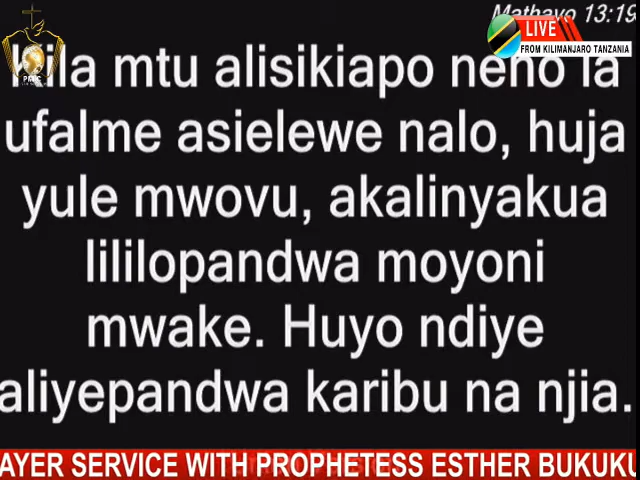 Mathayo 13:19
LIVE
FROM KILIMANJARO TANZANIA
Kila mtu alisikiapo neno la
ufalme asielewe nalo, huja
yule mwovu, akalinyakua
lililopandwa moyoni
mwake. Huyo ndiye
aliyepandwa karibu na njia.
AYER SERVICE WITH PROPHETESS ESTHER BUKUKU